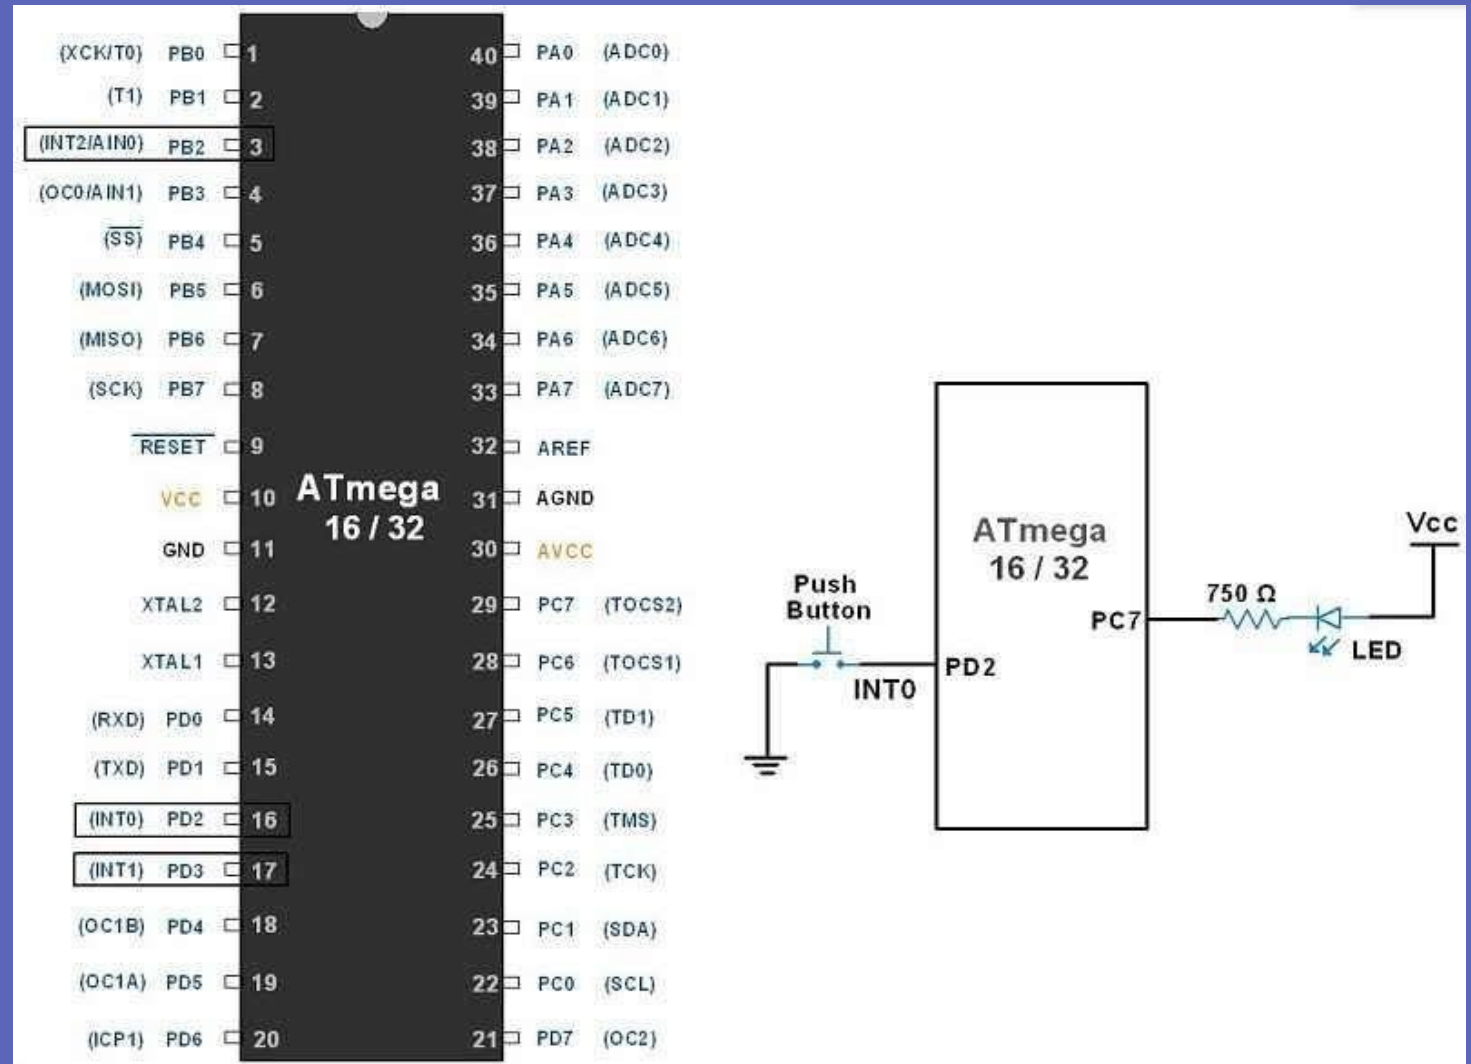 (XCK/T0) PB0 1 40 PA0 (ADC0)
(T1) PB1 2 39 PA1 (ADC1)
(INT2/AIN0) PB2 3 38 PA2 (ADC2)
(OC0/AIN1) PB3 4 37 PA3 (ADC3)
(SS) PB4 5 36 PA4 (ADC4)
(MOSI) PB5 6 35 PA5 (ADC5)
(MISO) PB6 7 34 PA6 (ADC6)
(SCK) PB7 8 33 PA7 (ADC7)
RESET 9 32 AREF
VCC 10 31 AGND
GND 11 30 AVCC
XTAL2 12 29 PC7 (TOCS2)
XTAL1 13 28 PC6 (TOCS1)
(RXD) PD0 14 27 PC5 (TD1)
(TXD) PD1 15 26 PC4 (TD0)
(INT0) PD2 16 25 PC3 (TMS)
(INT1) PD3 17 24 PC2 (TCK)
(OC1B) PD4 18 23 PC1 (SDA)
(OC1A) PD5 19 22 PC0 (SCL)
(ICP1) PD6 20 21 PD7 (OC2)
ATmega
16 / 32
ATmega
16 / 32
Push
Button
INT0
PD2
PC7
750 Ω
LED
Vcc